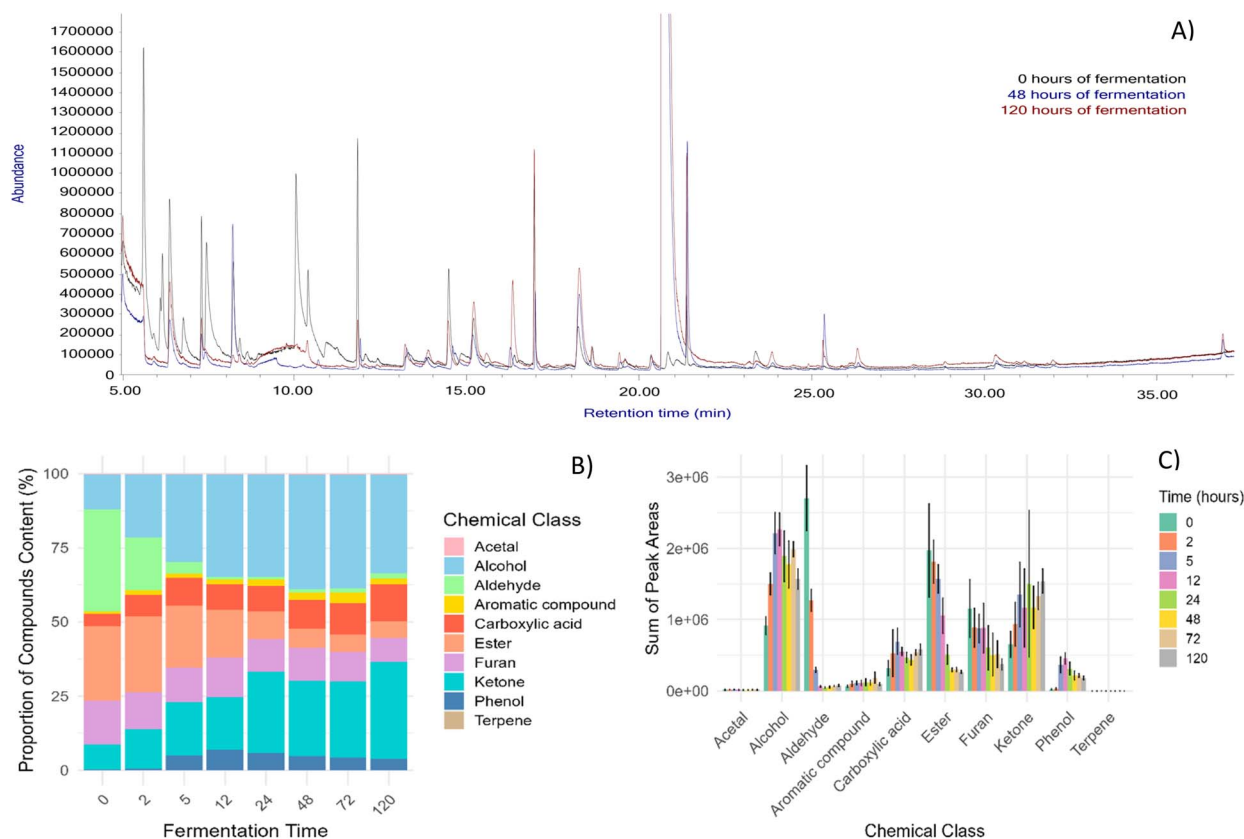 A)
0 hours of fermentation
48 hours of fermentation
120 hours of fermentation
Abundance
1700000
1600000
1500000
1400000
1300000
1200000
1100000
1000000
900000
800000
700000
600000
500000
400000
300000
200000
100000
0
5.00 10.00 15.00 20.00 25.00 30.00 35.00
Retention time (min)
B)
Proportion of Compounds Content (%)
100
75
50
25
0
0 2 5 12 24 48 72 120
Fermentation Time
Chemical Class
Acetal
Alcohol
Aldehyde
Aromatic compound
Carboxylic acid
Ester
Furan
Ketone
Phenol
Terpene
C)
Sum of Peak Areas
3e+06
2e+06
1e+06
0e+00
Acetal
Alcohol
Aldehyde
Aromatic compound
Carboxylic acid
Ester
Furan
Ketone
Phenol
Terpene
Chemical Class
Time (hours)
0
2
5
12
24
48
72
120